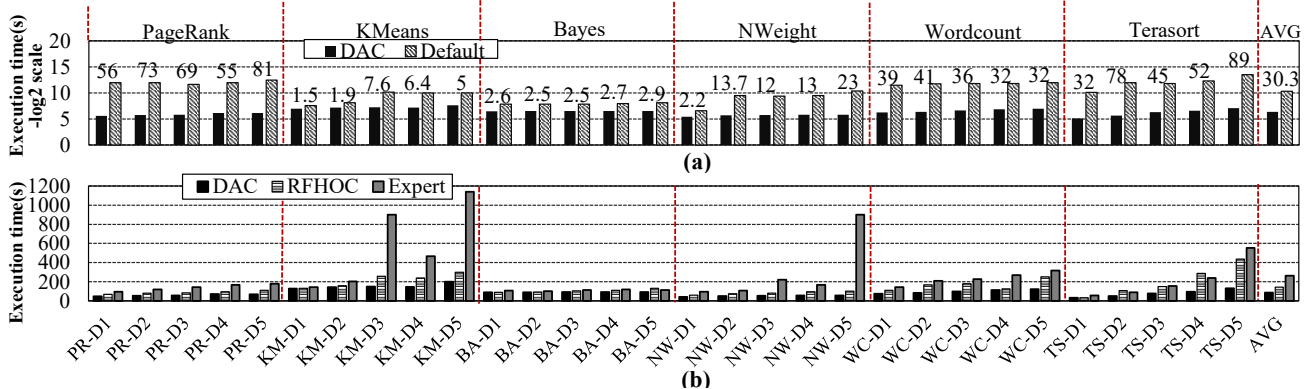 PageRank KMeans Bayes NWeight Wordcount Terasort AVG
DAC Default
Execution time(s)
-log2 scale
20
15
10
5
0
56 73 69 55 81 1.5 1.9 7.6 6.4 5 2.6 2.5 2.5 2.7 2.9 2.2 13.7 12 13 23 39 41 36 32 32 32 78 45 52 89 30.3
(a)
DAC RFHOC Expert
Execution time(s)
1200
1000
800
600
400
200
0
PR-D1 PR-D2 PR-D3 PR-D4 PR-D5 KM-D1 KM-D2 KM-D3 KM-D4 KM-D5 BA-D1 BA-D2 BA-D3 BA-D4 BA-D5 NW-D1 NW-D2 NW-D3 NW-D4 NW-D5 WC-D1 WC-D2 WC-D3 WC-D4 WC-D5 TS-D1 TS-D2 TS-D3 TS-D4 TS-D5 AVG
(b)